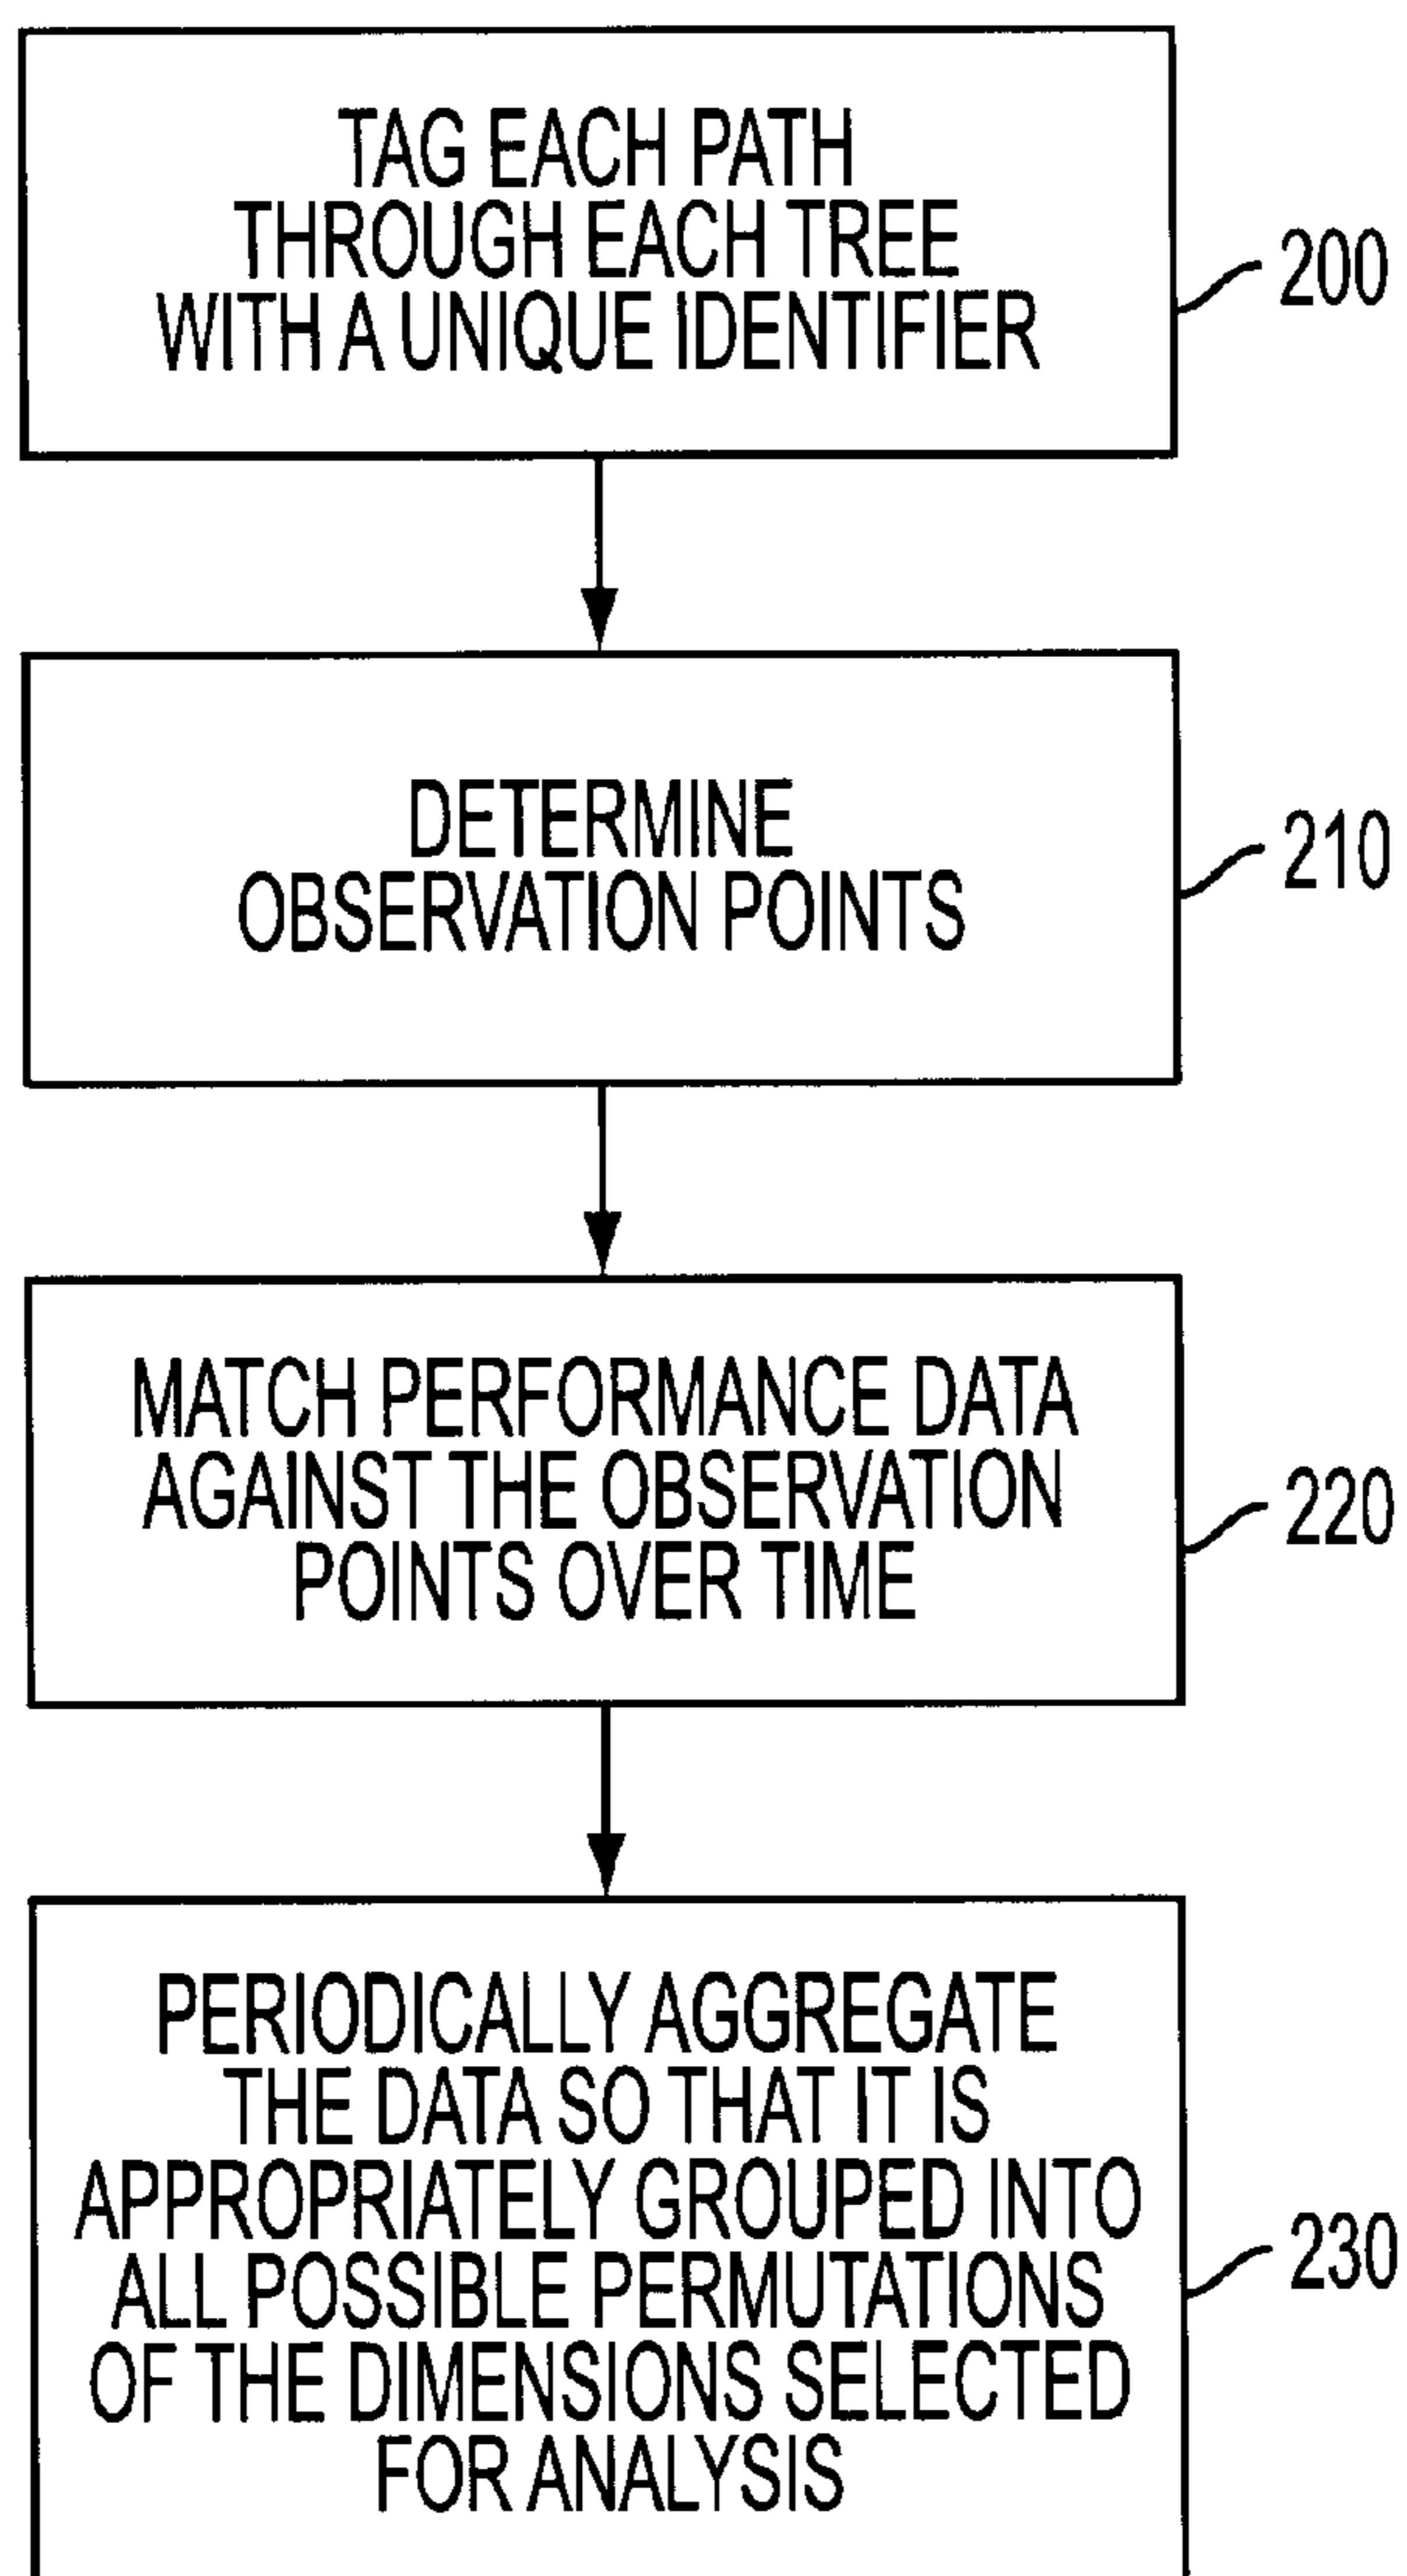 TAG EACH PATH
THROUGH EACH TREE
WITH A UNIQUE IDENTIFIER
200
DETERMINE
OBSERVATION POINTS
210
MATCH PERFORMANCE DATA
AGAINST THE OBSERVATION
POINTS OVER TIME
220
PERIODICALLY AGGREGATE
THE DATA SO THAT IT IS
APPROPRIATELY GROUPED INTO
ALL POSSIBLE PERMUTATIONS
OF THE DIMENSIONS SELECTED
FOR ANALYSIS
230